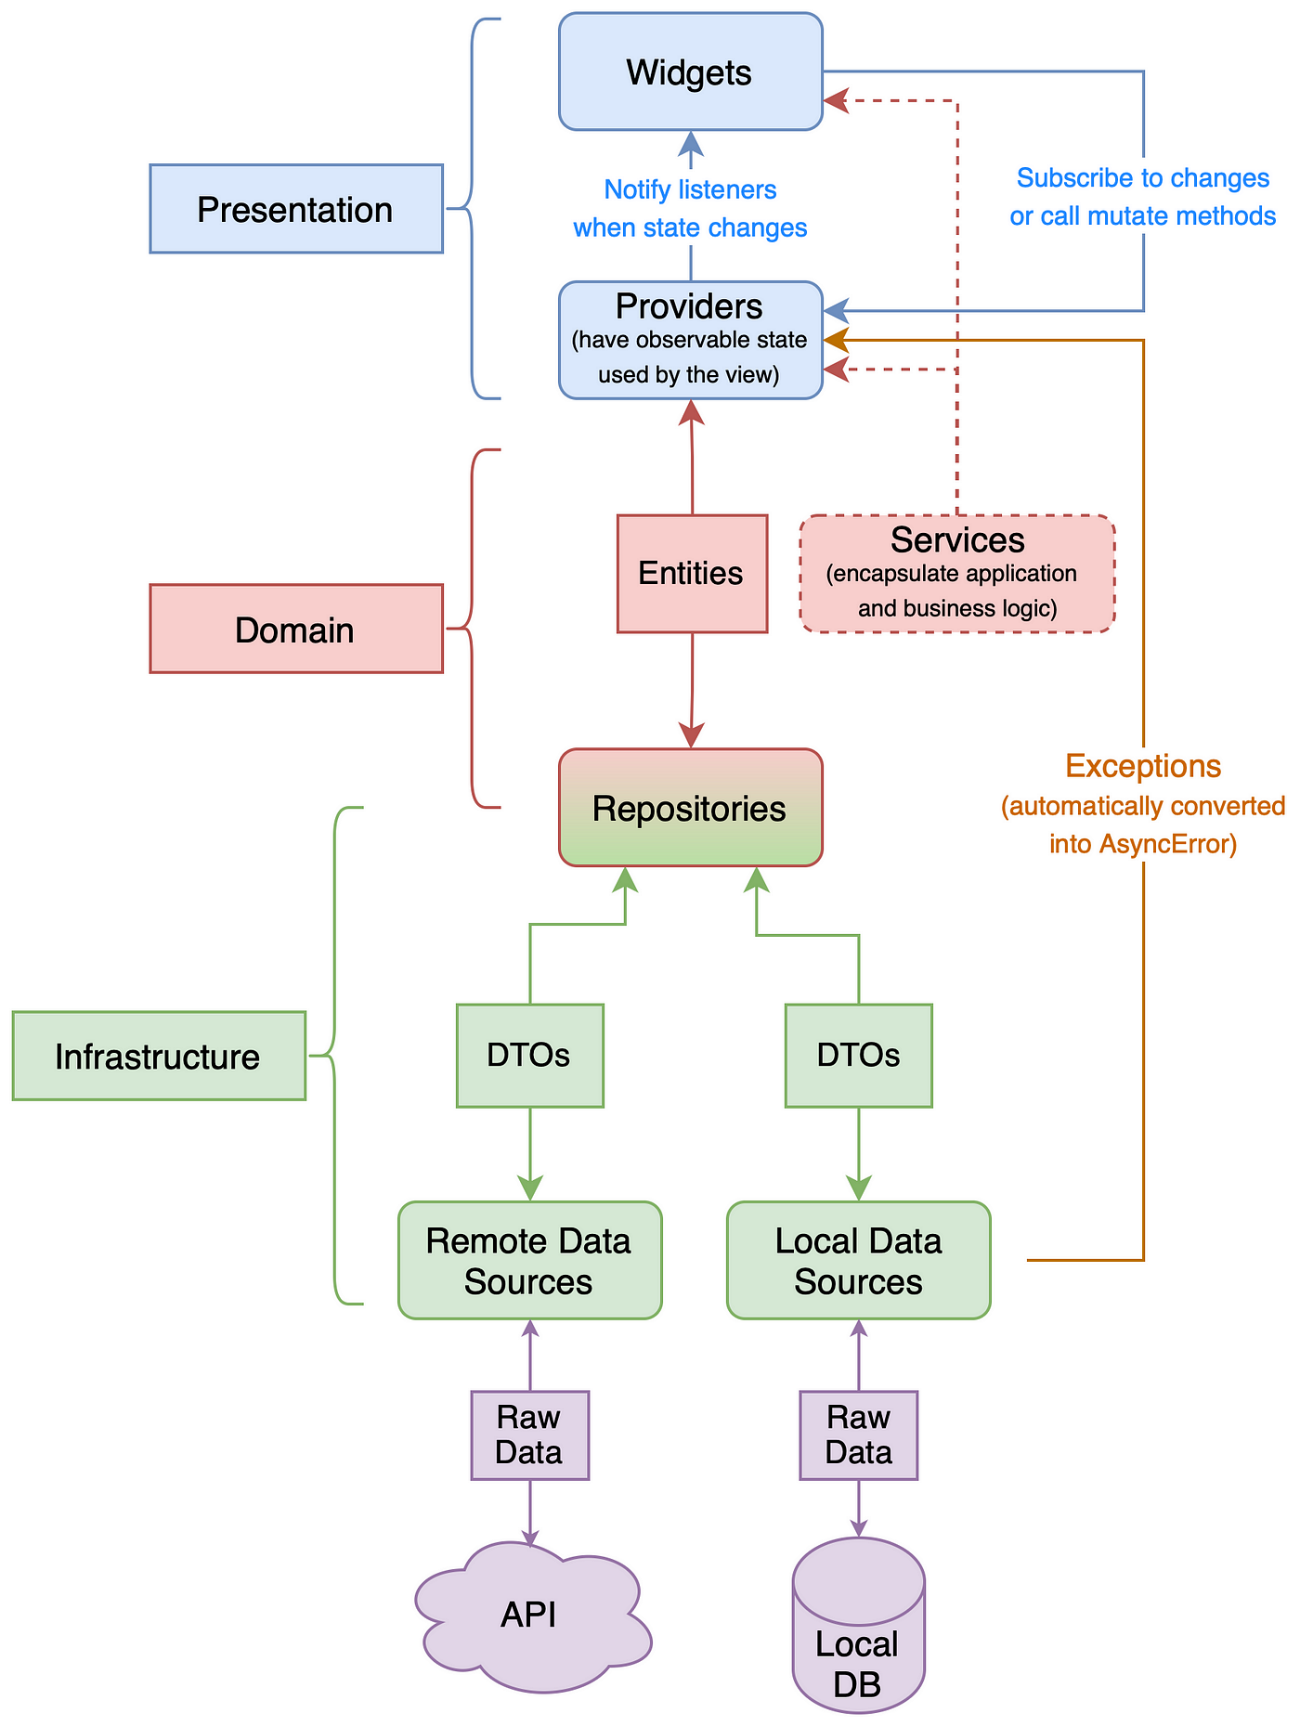 Widgets
Presentation
Notify listeners
when state changes
Subscribe to changes
or call mutate methods
Providers
(have observable state
used by the view)
Domain
Entities
Services
(encapsulate application
and business logic)
Repositories
Exceptions
(automatically converted
into AsyncError)
Infrastructure
DTOs
DTOs
Remote Data
Sources
Local Data
Sources
Raw
Data
Raw
Data
API
Local
DB